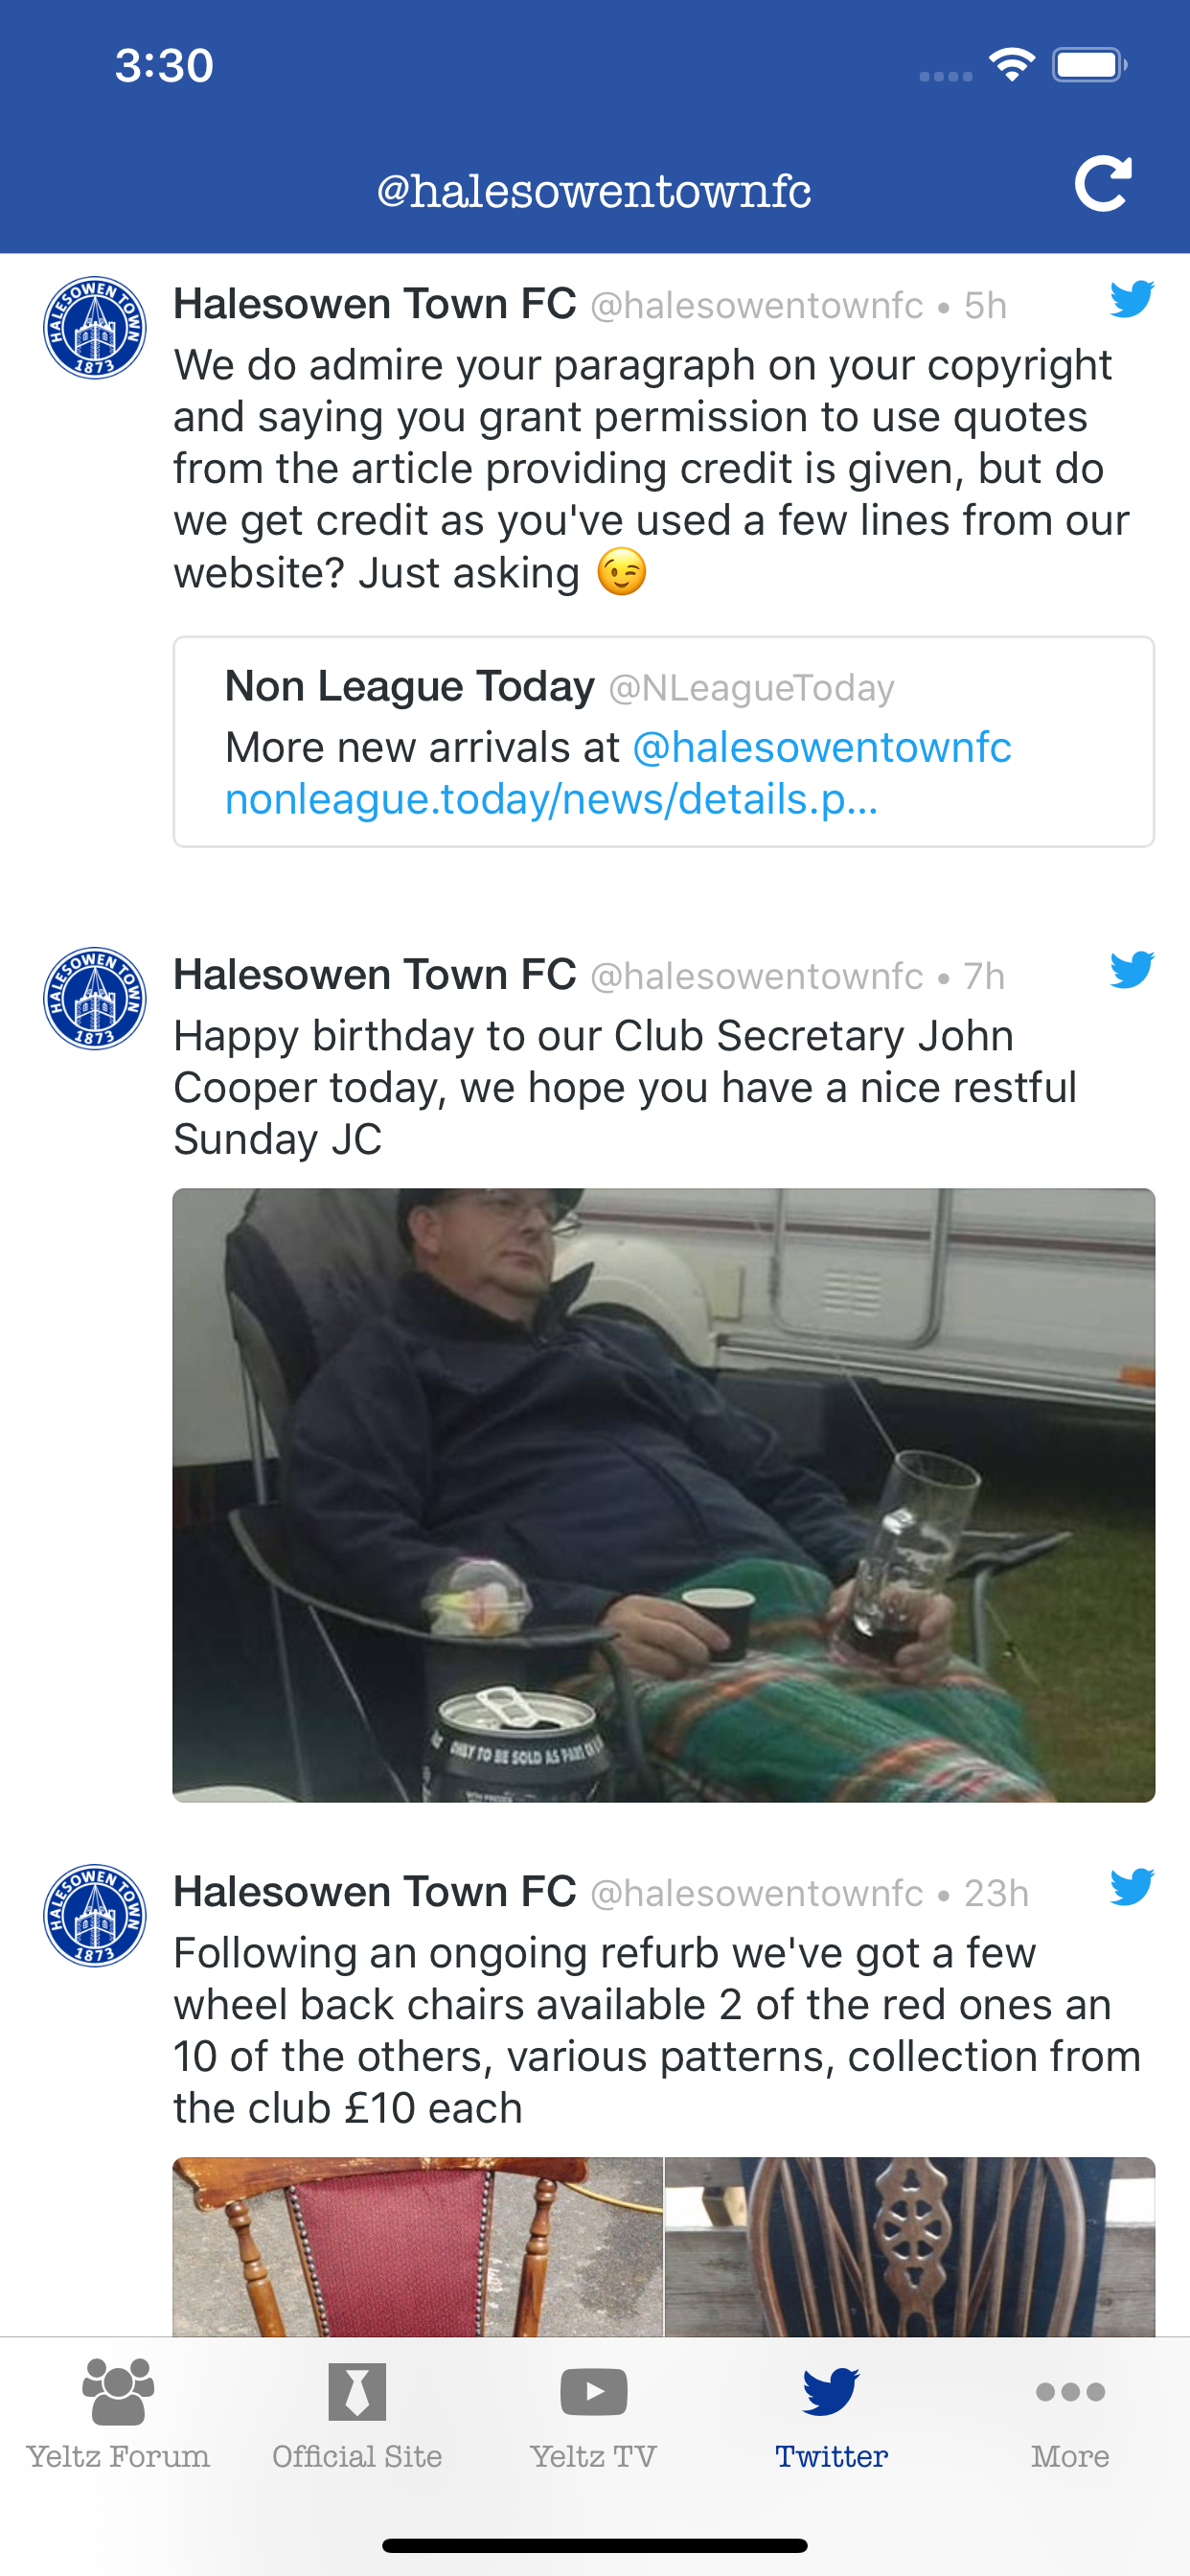 3:30
@halesowentownfc
HALESOWEN TOWN
1873
Halesowen Town FC @halesowentownfc • 5h
We do admire your paragraph on your copyright
and saying you grant permission to use quotes
from the article providing credit is given, but do
we get credit as you've used a few lines from our
website? Just asking 😉
Non League Today @NLeagueToday
More new arrivals at @halesowentownfc
nonleague.today/news/details.p...
HALESOWEN TOWN
1873
Halesowen Town FC @halesowentownfc • 7h
Happy birthday to our Club Secretary John
Cooper today, we hope you have a nice restful
Sunday JC
ONLY TO BE SOLD AS PART OF
HALESOWEN TOWN
1873
Halesowen Town FC @halesowentownfc • 23h
Following an ongoing refurb we've got a few
wheel back chairs available 2 of the red ones an
10 of the others, various patterns, collection from
the club £10 each
Yeltz Forum
Official Site
Yeltz TV
Twitter
More